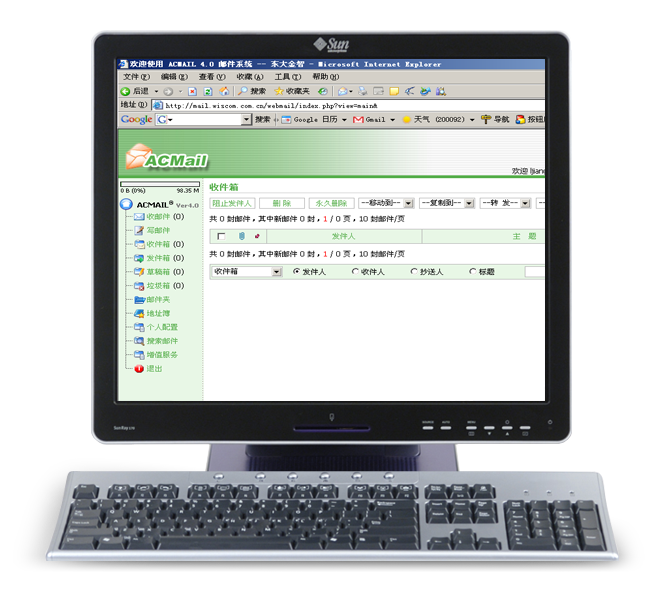 Sun
欢迎使用 ACMAIL 4.0 邮件系统 -- 东大金智 - Microsoft Internet Explorer
文件(F) 编辑(E) 查看(V) 收藏(A) 工具(T) 帮助(H)
后退 搜索 收藏夹
地址(D) http://mail.wiscom.com.cn/webmail/index.php?view=main&
Google G 搜索 Google 日历 Gmail 天气 (200092) 导航
ACMail
欢迎
0 B (0%) 98.35 M
收件箱
ACMAIL® Ver4.0
阻止发件人 删 除 永久删除 --移动到-- --复制到-- --转 发--
收邮件 (0)
共 0 封邮件，其中新邮件 0 封，1 / 0 页，10 封邮件/页
写邮件
发件人 主 题
收件箱 (0)
共 0 封邮件，其中新邮件 0 封，1 / 0 页，10 封邮件/页
发件箱 (0)
收件箱 发件人 收件人 抄送人 标题
草稿箱 (0)
垃圾箱 (0)
邮件夹
地址簿
个人配置
搜索邮件
增值服务
退出